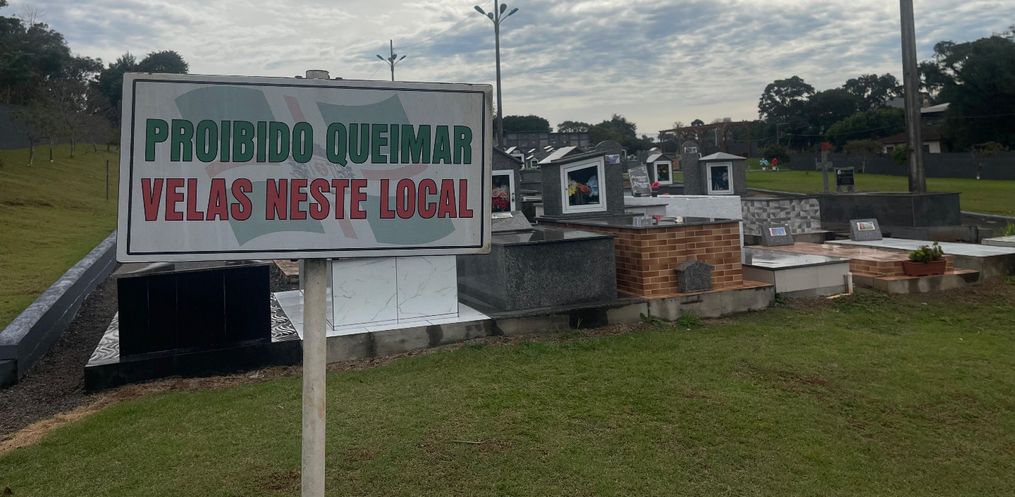 PROIBIDO QUEIMAR
VELAS NESTE LOCAL